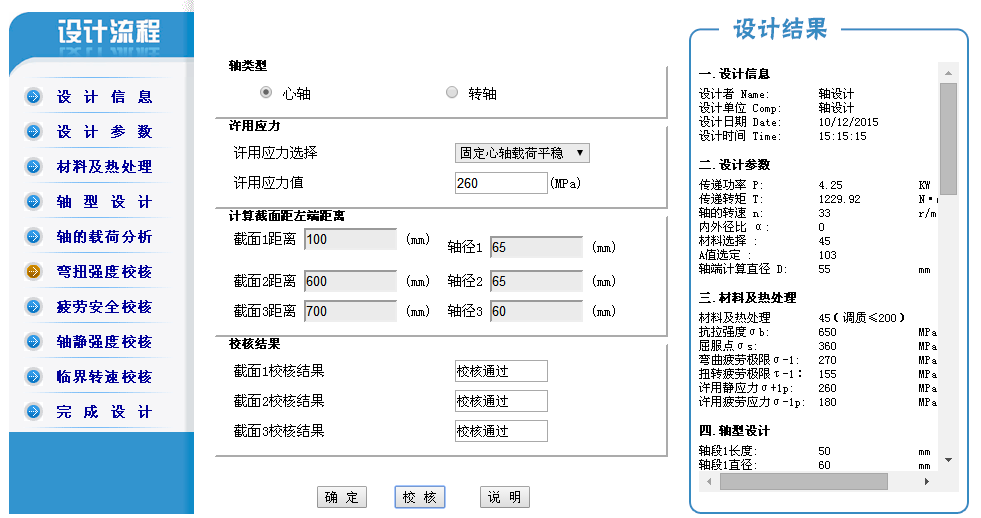 设计流程
设计信息
设计参数
材料及热处理
轴型设计
轴的载荷分析
弯扭强度校核
疲劳安全校核
轴静强度校核
临界转速校核
完成设计
轴类型
心轴 转轴
许用应力
许用应力选择 固定心轴载荷平稳
许用应力值 260 (MPa)
计算截面距左端距离
截面1距离 100 (mm) 轴径1 65 (mm)
截面2距离 600 (mm) 轴径2 65 (mm)
截面3距离 700 (mm) 轴径3 60 (mm)
校核结果
截面1校核结果 校核通过
截面2校核结果 校核通过
截面3校核结果 校核通过
确 定 校 核 说 明
设计结果
一.设计信息
设计者 Name: 轴设计
设计单位 Comp: 轴设计
设计日期 Date: 10/12/2015
设计时间 Time: 15:15:15
二.设计参数
传递功率 P: 4.25 KW
传递转矩 T: 1229.92 N·
轴的转速 n: 33 r/m
内外径比 α: 0
材料选择 : 45
A值选定 : 103
轴端计算直径 D: 55 mm
三.材料及热处理
材料及热处理 45(调质≤200)
抗拉强度σb: 650 MPa
屈服点σs: 360 MPa
弯曲疲劳极限σ-1: 270 MPa
扭转疲劳极限τ-1: 155 MPa
许用静应力σ+1p: 260 MPa
许用疲劳应力σ-1p: 180 MPa
四.轴型设计
轴段1长度: 50 mm
轴段1直径: 60 mm